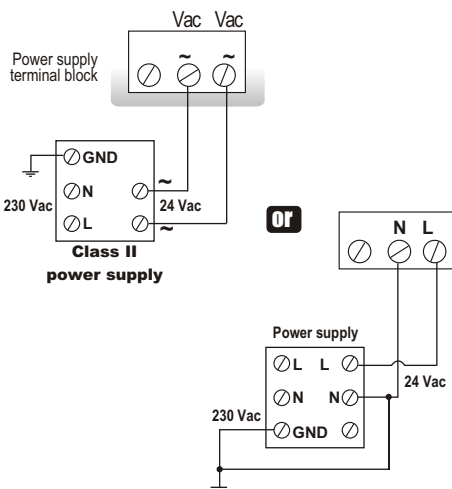 Vac Vac
Power supply
terminal block
~ ~
GND
N ~
230 Vac 24 Vac
L ~
Class II
power supply
or
N L
Power supply
L L
24 Vac
N N
230 Vac
GND